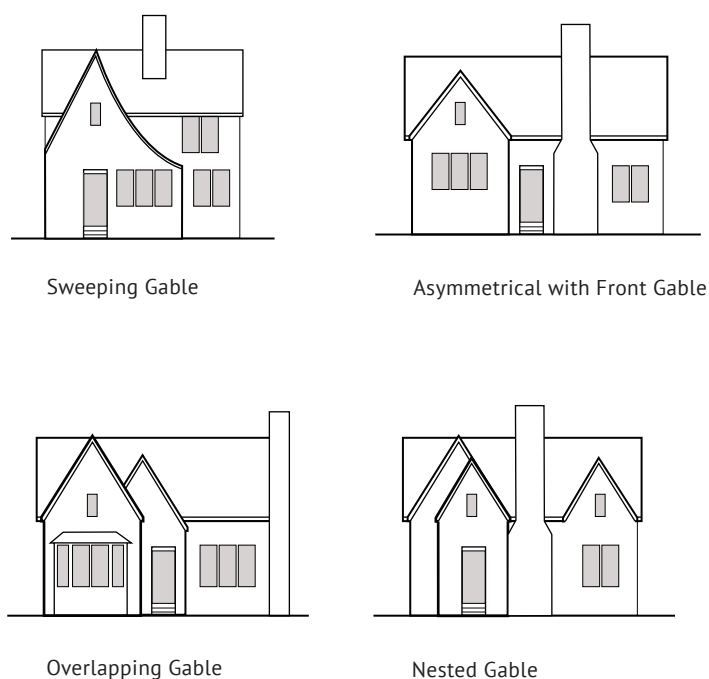 Sweeping Gable
Asymmetrical with Front Gable
Overlapping Gable
Nested Gable